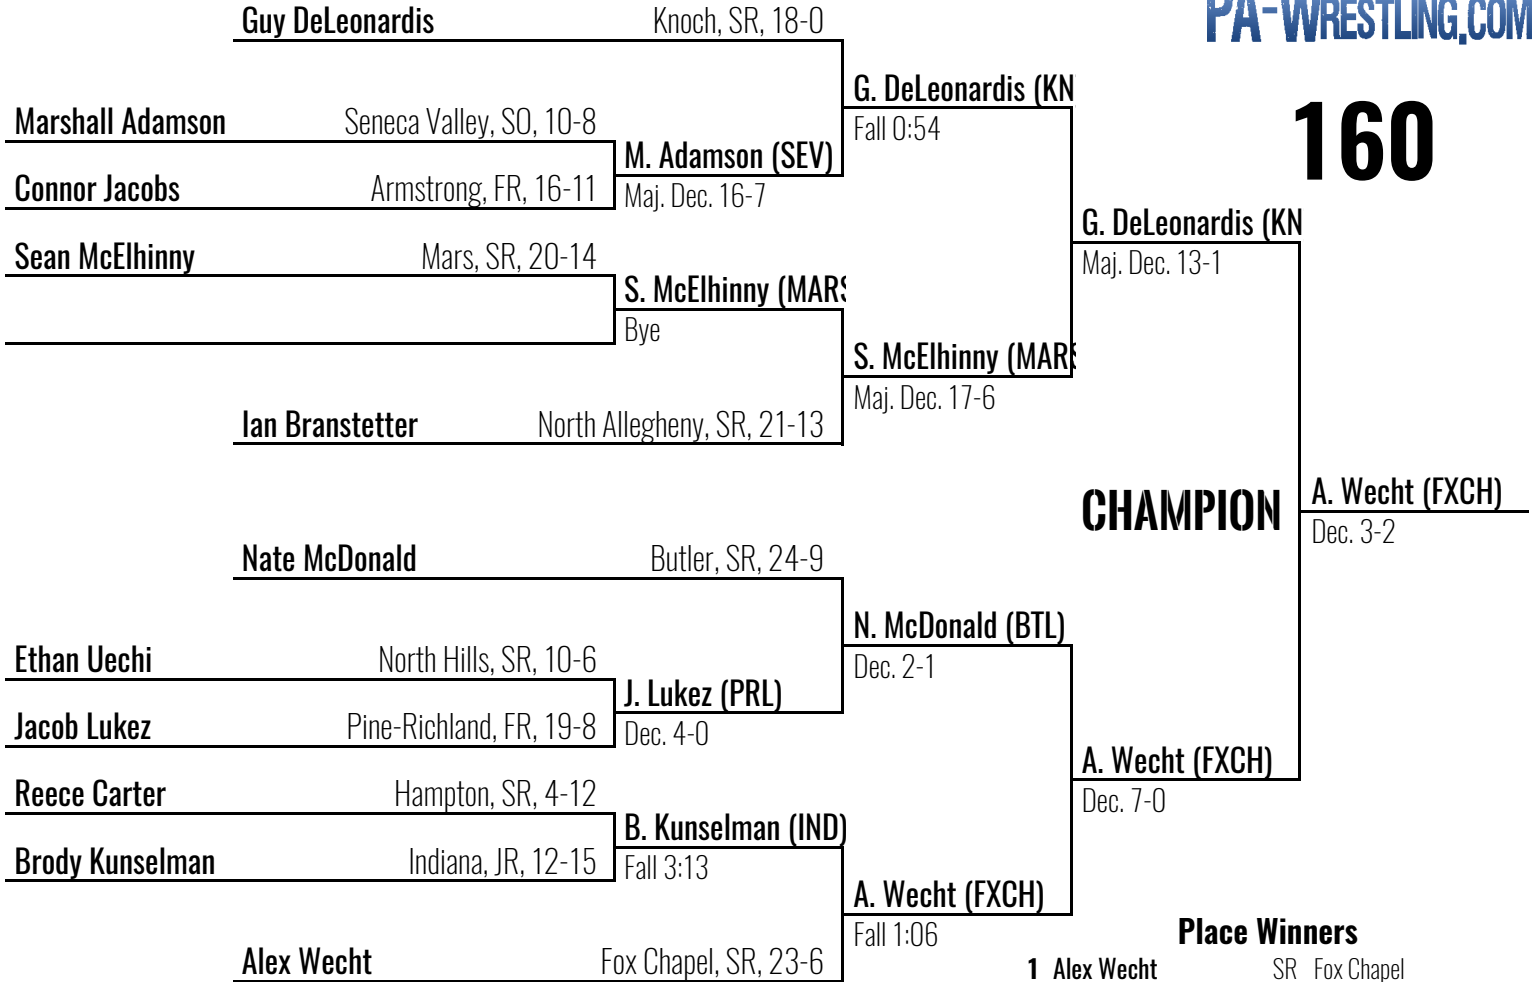 PA-WRESTLING.COM
160
Guy DeLeonardis Knoch, SR, 18-0
G. DeLeonardis (KN
Fall 0:54
Marshall Adamson Seneca Valley, SO, 10-8
M. Adamson (SEV)
Maj. Dec. 16-7
Connor Jacobs Armstrong, FR, 16-11
G. DeLeonardis (KN
Maj. Dec. 13-1
Sean McElhinny Mars, SR, 20-14
S. McElhinny (MARS
Bye
S. McElhinny (MARS
Maj. Dec. 17-6
Ian Branstetter North Allegheny, SR, 21-13
CHAMPION
A. Wecht (FXCH)
Dec. 3-2
Nate McDonald Butler, SR, 24-9
N. McDonald (BTL)
Dec. 2-1
Ethan Uechi North Hills, SR, 10-6
J. Lukez (PRL)
Dec. 4-0
Jacob Lukez Pine-Richland, FR, 19-8
A. Wecht (FXCH)
Dec. 7-0
Reece Carter Hampton, SR, 4-12
B. Kunselman (IND)
Fall 3:13
Brody Kunselman Indiana, JR, 12-15
A. Wecht (FXCH)
Fall 1:06
Alex Wecht Fox Chapel, SR, 23-6
Place Winners
1 Alex Wecht SR Fox Chapel